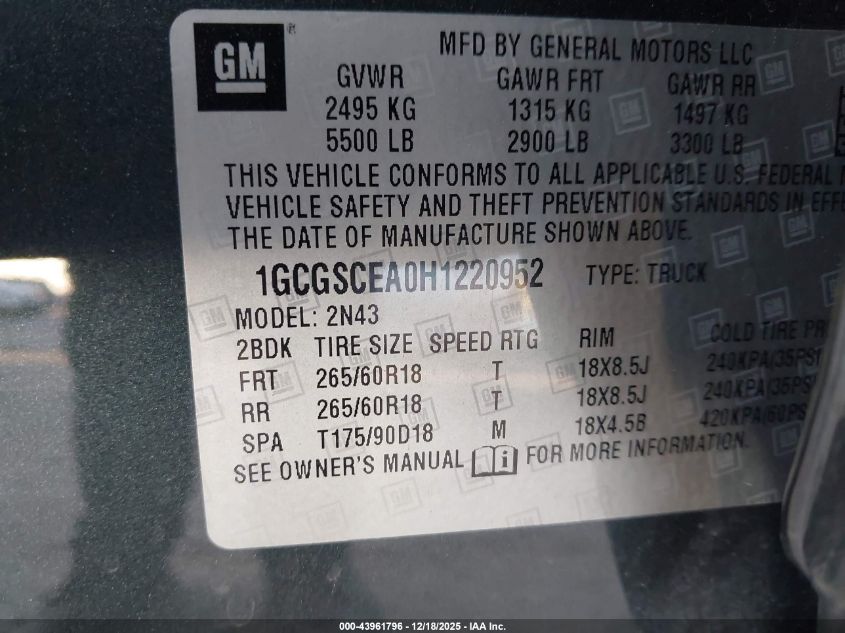 GM
MFD BY GENERAL MOTORS LLC
GVWR GAWR FRT GAWR RR
2495 KG 1315 KG 1497 KG
5500 LB 2900 LB 3300 LB
THIS VEHICLE CONFORMS TO ALL APPLICABLE U.S. FEDERAL
VEHICLE SAFETY AND THEFT PREVENTION STANDARDS IN
THE DATE OF MANUFACTURE SHOWN ABOVE.
1GCGSCEA0H1220952 TYPE: TRUCK
MODEL: 2N43
2BDK TIRE SIZE SPEED RTG RIM COLD TIRE
FRT 265/60R18 T 18X8.5J 240KPA/35PSI
RR 265/60R18 T 18X8.5J 240KPA/35PS
SPA T175/90D18 M 18X4.5B 420KPA/60PS
SEE OWNER'S MANUAL i FOR MORE INFORMATION.
000-43961796 - 12/18/2025 - IAA Inc.